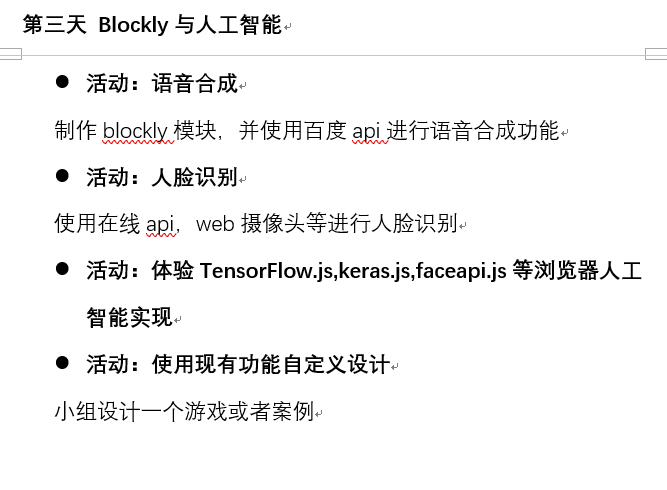 第三天 Blockly 与人工智能
● 活动：语音合成
制作 blockly 模块，并使用百度 api 进行语音合成功能
● 活动：人脸识别
使用在线 api，web 摄像头等进行人脸识别
● 活动：体验 TensorFlow.js,keras.js,faceapi.js 等浏览器人工
智能实现
● 活动：使用现有功能自定义设计
小组设计一个游戏或者案例